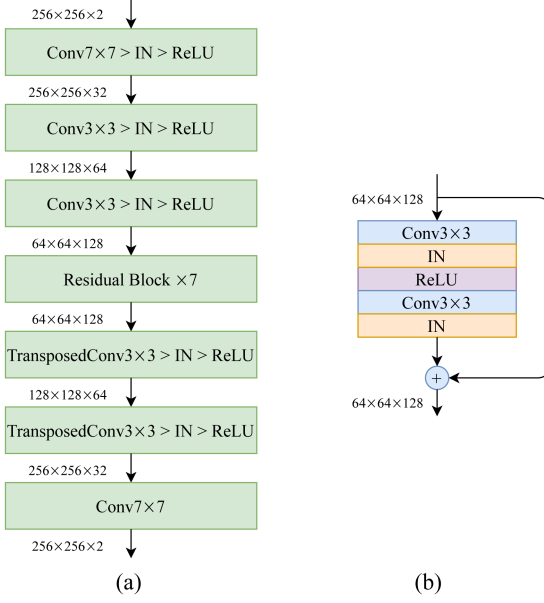 256×256×2
Conv7×7 > IN > ReLU
256×256×32
Conv3×3 > IN > ReLU
128×128×64
Conv3×3 > IN > ReLU
64×64×128
Residual Block ×7
64×64×128
TransposedConv3×3 > IN > ReLU
128×128×64
TransposedConv3×3 > IN > ReLU
256×256×32
Conv7×7
256×256×2
(a)
64×64×128
Conv3×3
IN
ReLU
Conv3×3
IN
+
64×64×128
(b)